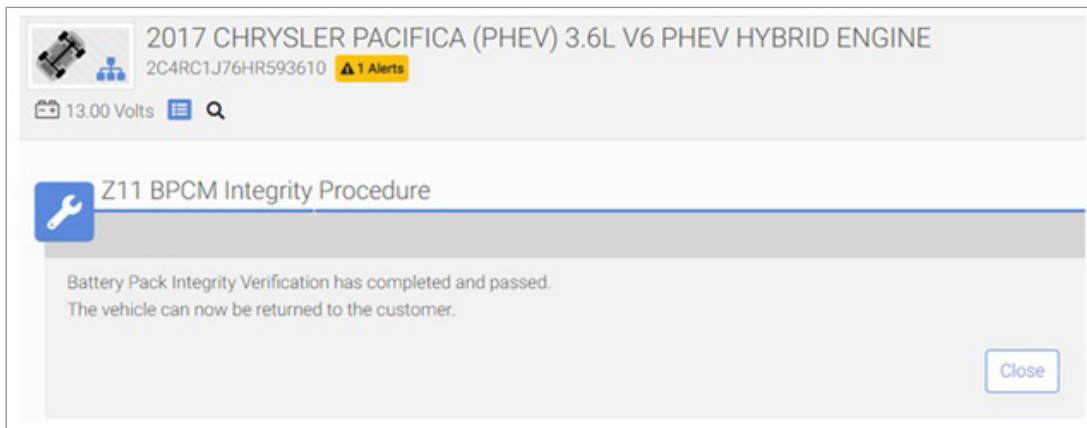 2017 CHRYSLER PACIFICA (PHEV) 3.6L V6 PHEV HYBRID ENGINE
2C4RC1J76HR593610 1 Alerts
13.00 Volts
Z11 BPCM Integrity Procedure
Battery Pack Integrity Verification has completed and passed.
The vehicle can now be returned to the customer.
Close